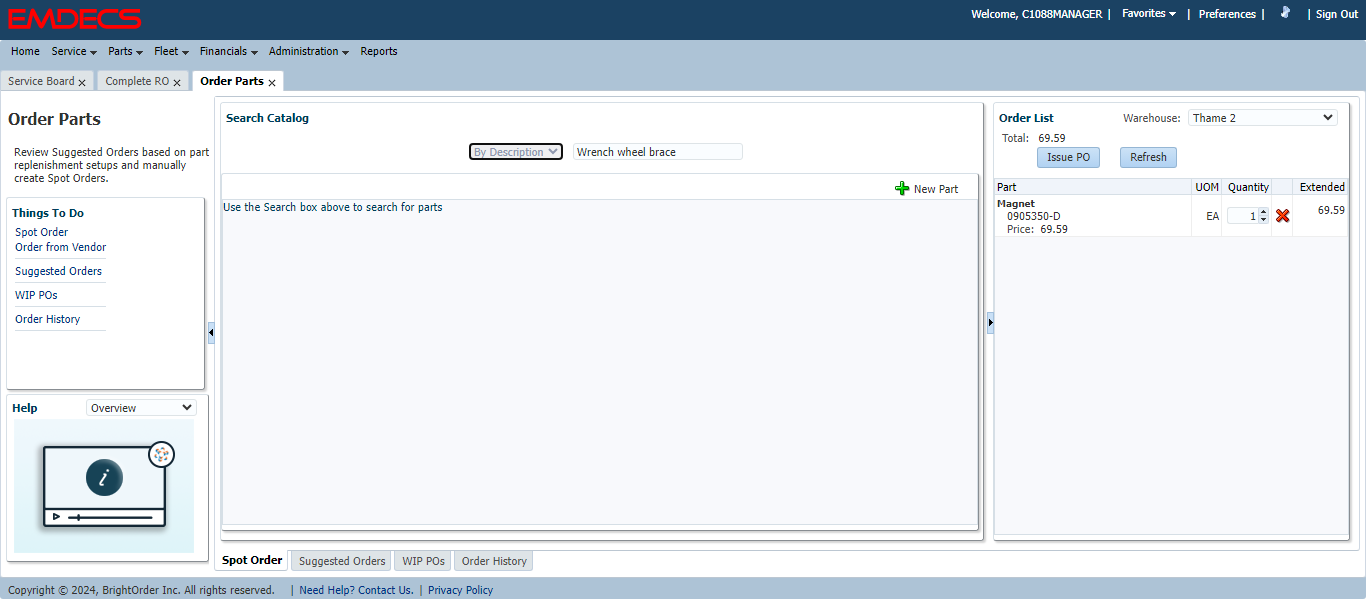 EMDECS
Welcome, C1088MANAGER | Favorites | Preferences | | Sign Out
Home Service Parts Fleet Financials Administration Reports
Service Board x Complete RO x Order Parts x
Order Parts
Review Suggested Orders based on part
replenishment setups and manually
create Spot Orders.
Things To Do
Spot Order
Order from Vendor
Suggested Orders
WIP POs
Order History
Help Overview
i
Search Catalog
By Description Wrench wheel brace
New Part
Use the Search box above to search for parts
Order List Warehouse: Thame 2
Total: 69.59
Issue PO Refresh
Part UOM Quantity Extended
Magnet
0905350-D EA 1 69.59
Price: 69.59
Spot Order Suggested Orders WIP POs Order History
Copyright © 2024, BrightOrder Inc. All rights reserved. | Need Help? Contact Us. | Privacy Policy